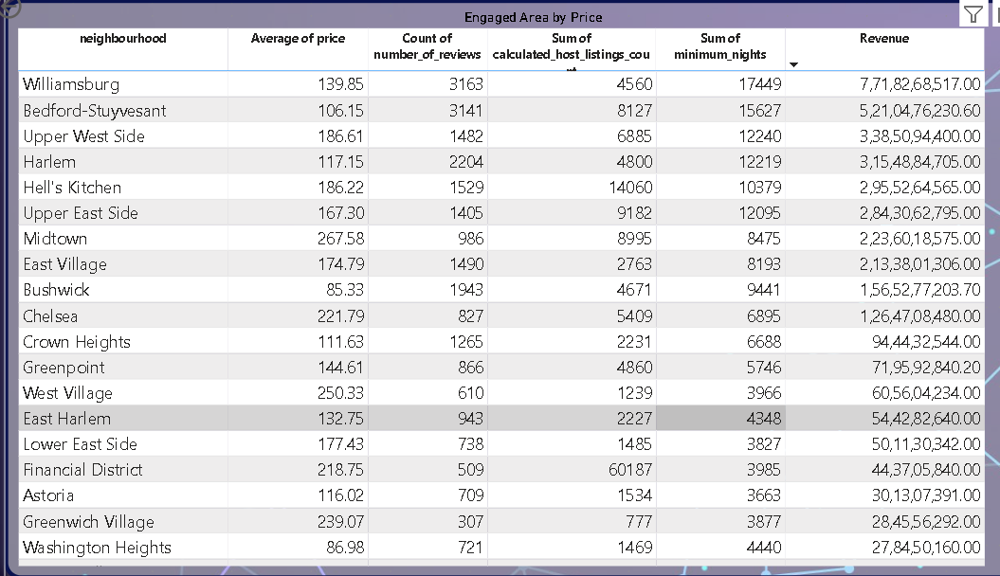 Engaged Area by Price
neighbourhood Average of price Count of number_of_reviews Sum of calculated_host_listings_cou Sum of minimum_nights Revenue
Williamsburg 139.85 3163 4560 17449 7,71,82,68,517.00
Bedford-Stuyvesant 106.15 3141 8127 15627 5,21,04,76,230.60
Upper West Side 186.61 1482 6885 12240 3,38,50,94,400.00
Harlem 117.15 2204 4800 12219 3,15,48,84,705.00
Hell's Kitchen 186.22 1529 14060 10379 2,95,52,64,565.00
Upper East Side 167.30 1405 9182 12095 2,84,30,62,795.00
Midtown 267.58 986 8995 8475 2,23,60,18,575.00
East Village 174.79 1490 2763 8193 2,13,38,01,306.00
Bushwick 85.33 1943 4671 9441 1,56,52,77,203.70
Chelsea 221.79 827 5409 6895 1,26,47,08,480.00
Crown Heights 111.63 1265 2231 6688 94,44,32,544.00
Greenpoint 144.61 866 4860 5746 71,95,92,840.20
West Village 250.33 610 1239 3966 60,56,04,234.00
East Harlem 132.75 943 2227 4348 54,42,82,640.00
Lower East Side 177.43 738 1485 3827 50,11,30,342.00
Financial District 218.75 509 60187 3985 44,37,05,840.00
Astoria 116.02 709 1534 3663 30,13,07,391.00
Greenwich Village 239.07 307 777 3877 28,45,56,292.00
Washington Heights 86.98 721 1469 4440 27,84,50,160.00